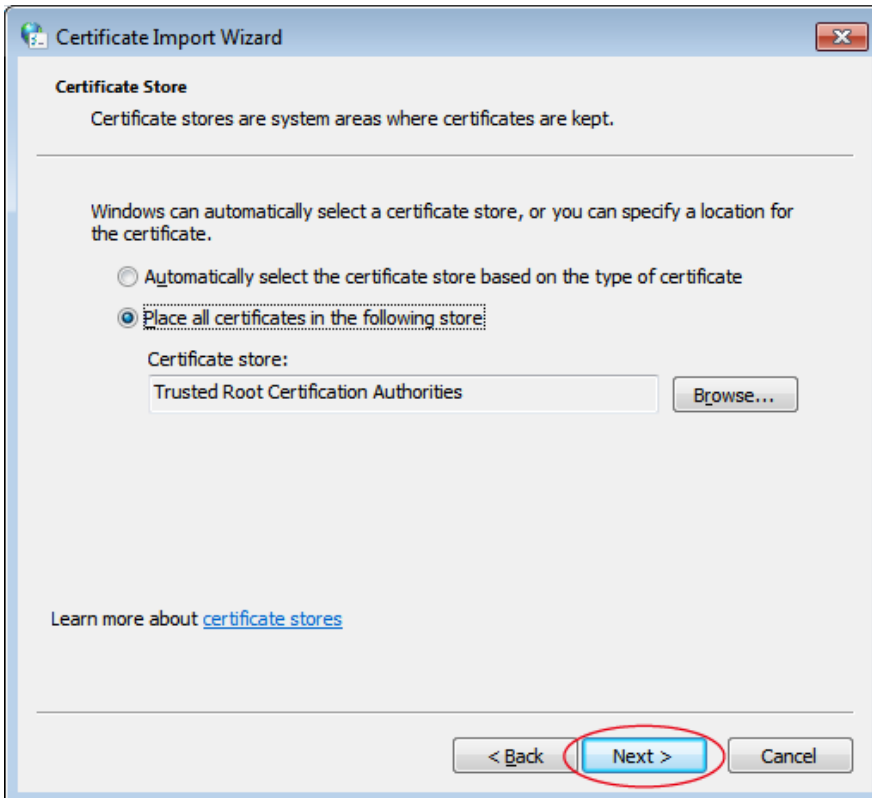 Certificate Import Wizard
Certificate Store
Certificate stores are system areas where certificates are kept.
Windows can automatically select a certificate store, or you can specify a location for
the certificate.
Automatically select the certificate store based on the type of certificate
Place all certificates in the following store
Certificate store:
Trusted Root Certification Authorities
Browse...
Learn more about certificate stores
< Back
Next >
Cancel